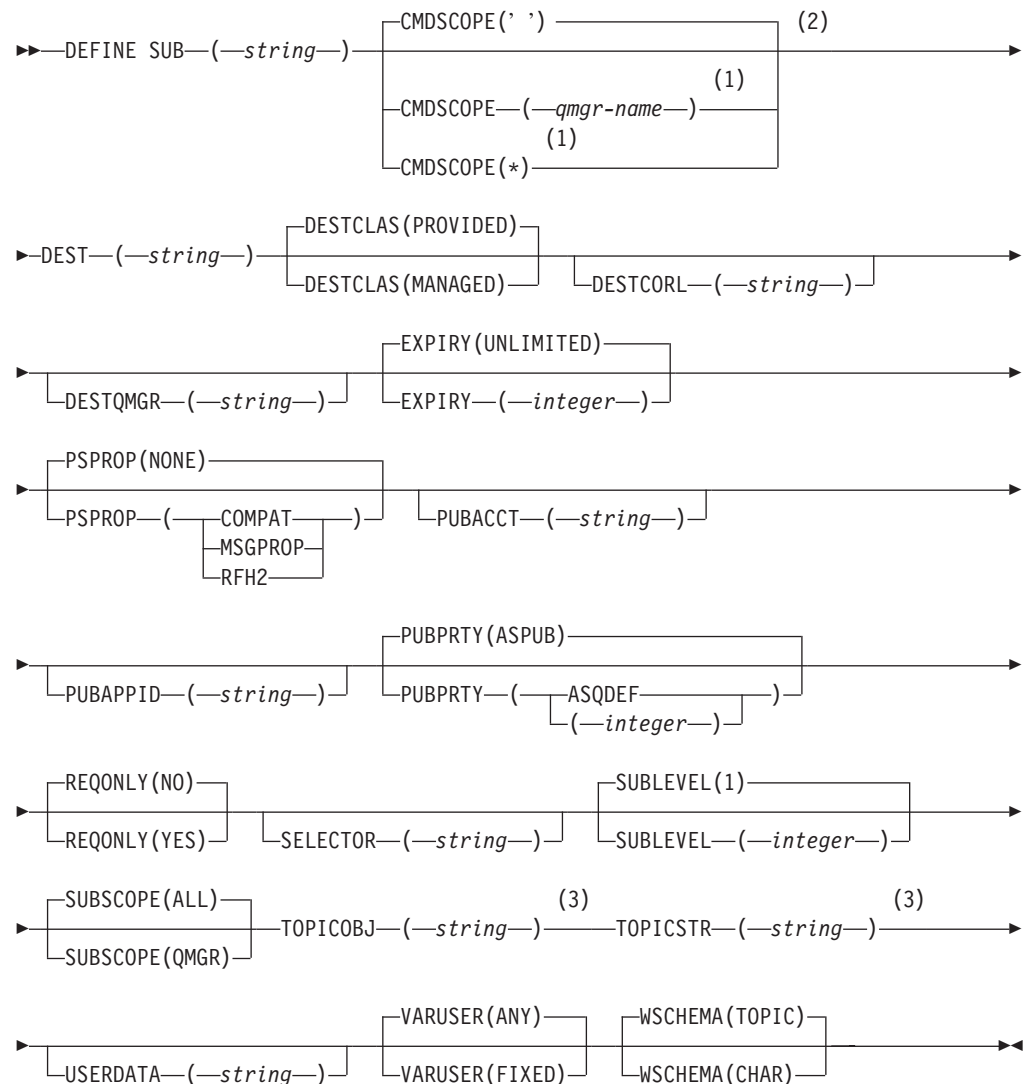 CMDSCOPE(' ') (2)
DEFINE SUB ( string )
(1)
CMDSCOPE ( qmgr-name )
(1)
CMDSCOPE(*)
DESTCLAS(PROVIDED)
DEST ( string )
DESTCLAS(MANAGED) DESTCORL ( string )
EXPIRY(UNLIMITED)
DESTQMGR ( string ) EXPIRY ( integer )
PSPROP(NONE)
PSPROP ( COMPAT ) PUBACCT ( string )
MSGPROP
RFH2
PUBPRTY(ASPUB)
PUBAPPID ( string ) PUBPRTY ( ASQDEF )
( integer )
REQONLY(NO) SUBLEVEL(1)
REQONLY(YES) SELECTOR ( string ) SUBLEVEL ( integer )
SUBSCOPE(ALL) (3) (3)
TOPICOBJ ( string ) TOPICSTR ( string )
SUBSCOPE(QMGR)
VARUSER(ANY) WSCHEMA(TOPIC)
USERDATA ( string ) VARUSER(FIXED) WSCHEMA(CHAR)